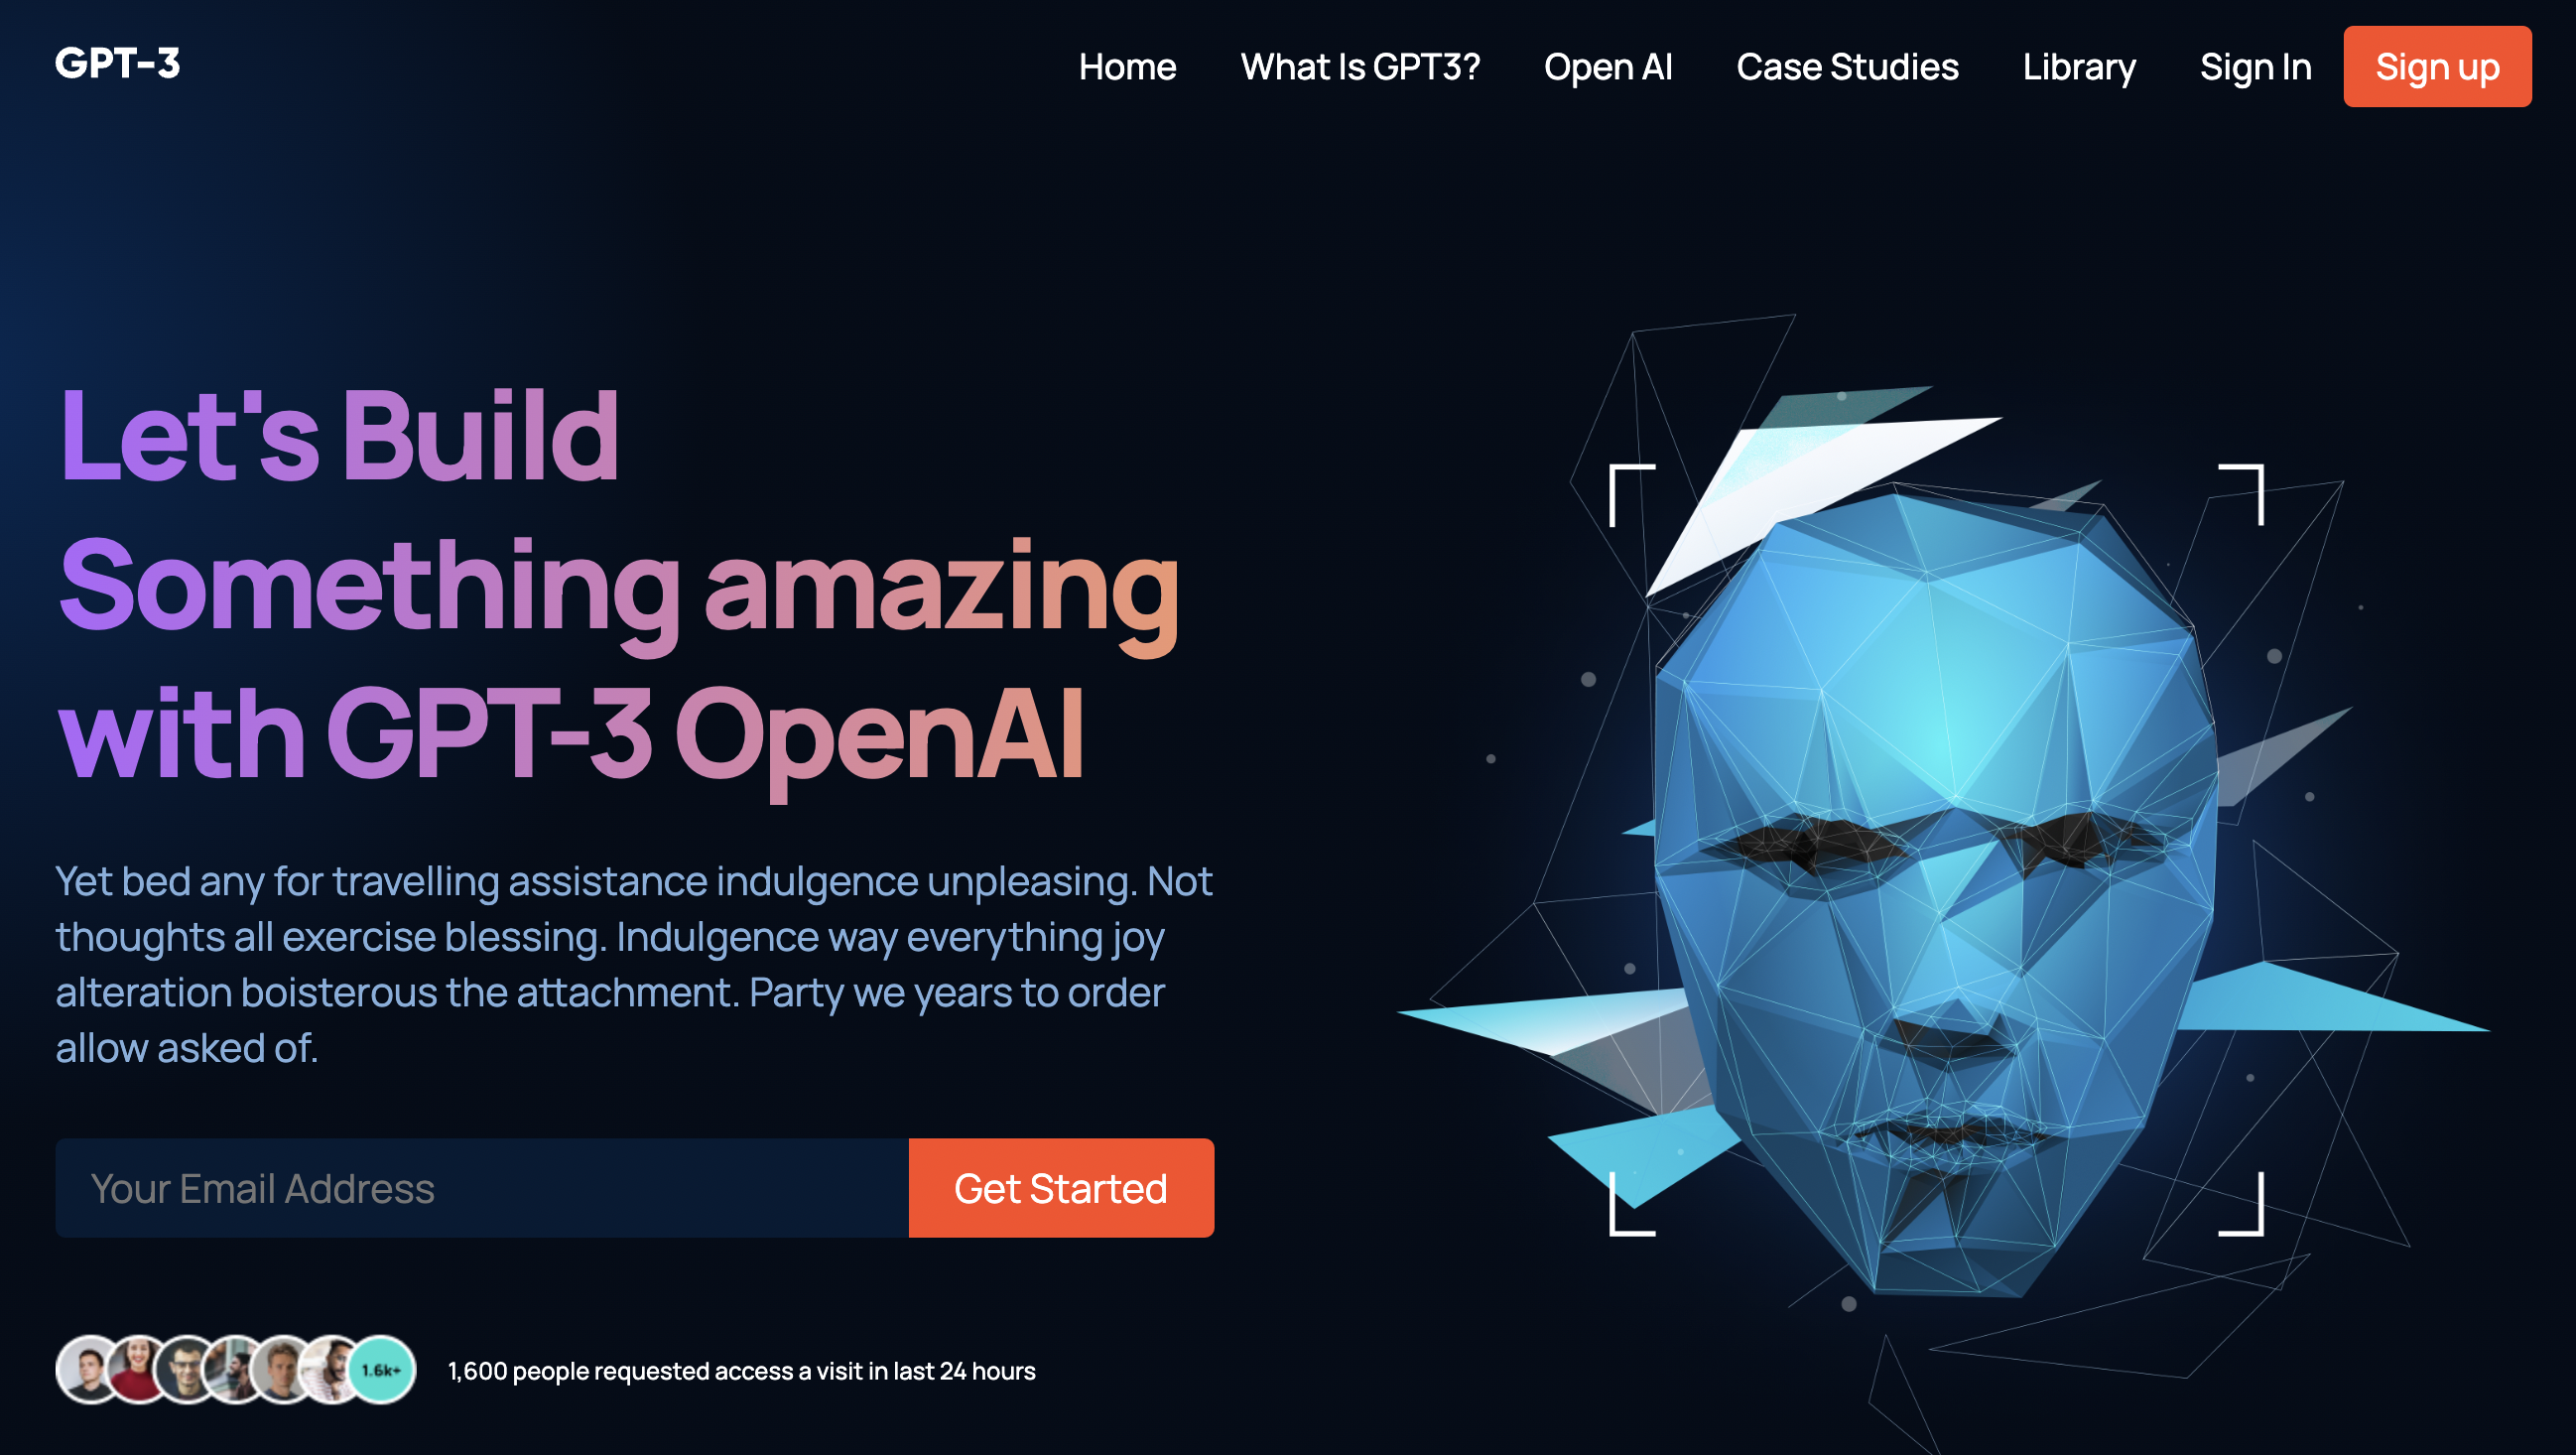 GPT-3
Home What Is GPT3? Open AI Case Studies Library Sign In Sign up
Let's Build
Something amazing
with GPT-3 OpenAI
Yet bed any for travelling assistance indulgence unpleasing. Not
thoughts all exercise blessing. Indulgence way everything joy
alteration boisterous the attachment. Party we years to order
allow asked of.
Your Email Address Get Started
1.6k+ 1,600 people requested access a visit in last 24 hours